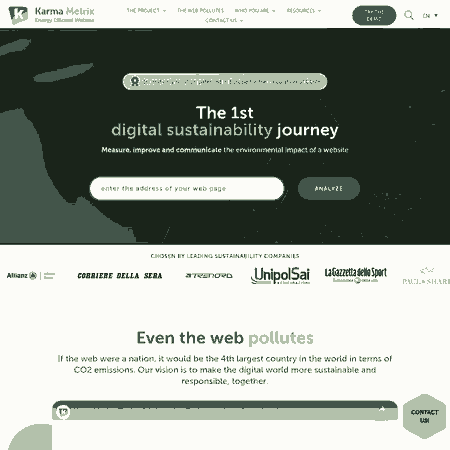 Karma Metrix
Energy Efficient Websites
THE PROJECT
THE WEB POLLUTES
WHO YOU ARE
RESOURCES
CONTACT US
EN
The 1st
digital sustainability journey
Measure, improve and communicate the environmental impact of a website
enter the address of your web page
ANALYZE
CHOSEN BY LEADING SUSTAINABILITY COMPANIES
Allianz
CORRIERE DELLA SERA
TRENORD
UnipolSai
La Gazzetta dello Sport
PAUL & SHARK
Even the web pollutes
If the web were a nation, it would be the 4th largest country in the world in terms of
CO2 emissions. Our vision is to make the digital world more sustainable and
responsible, together.
CONTACT
US!